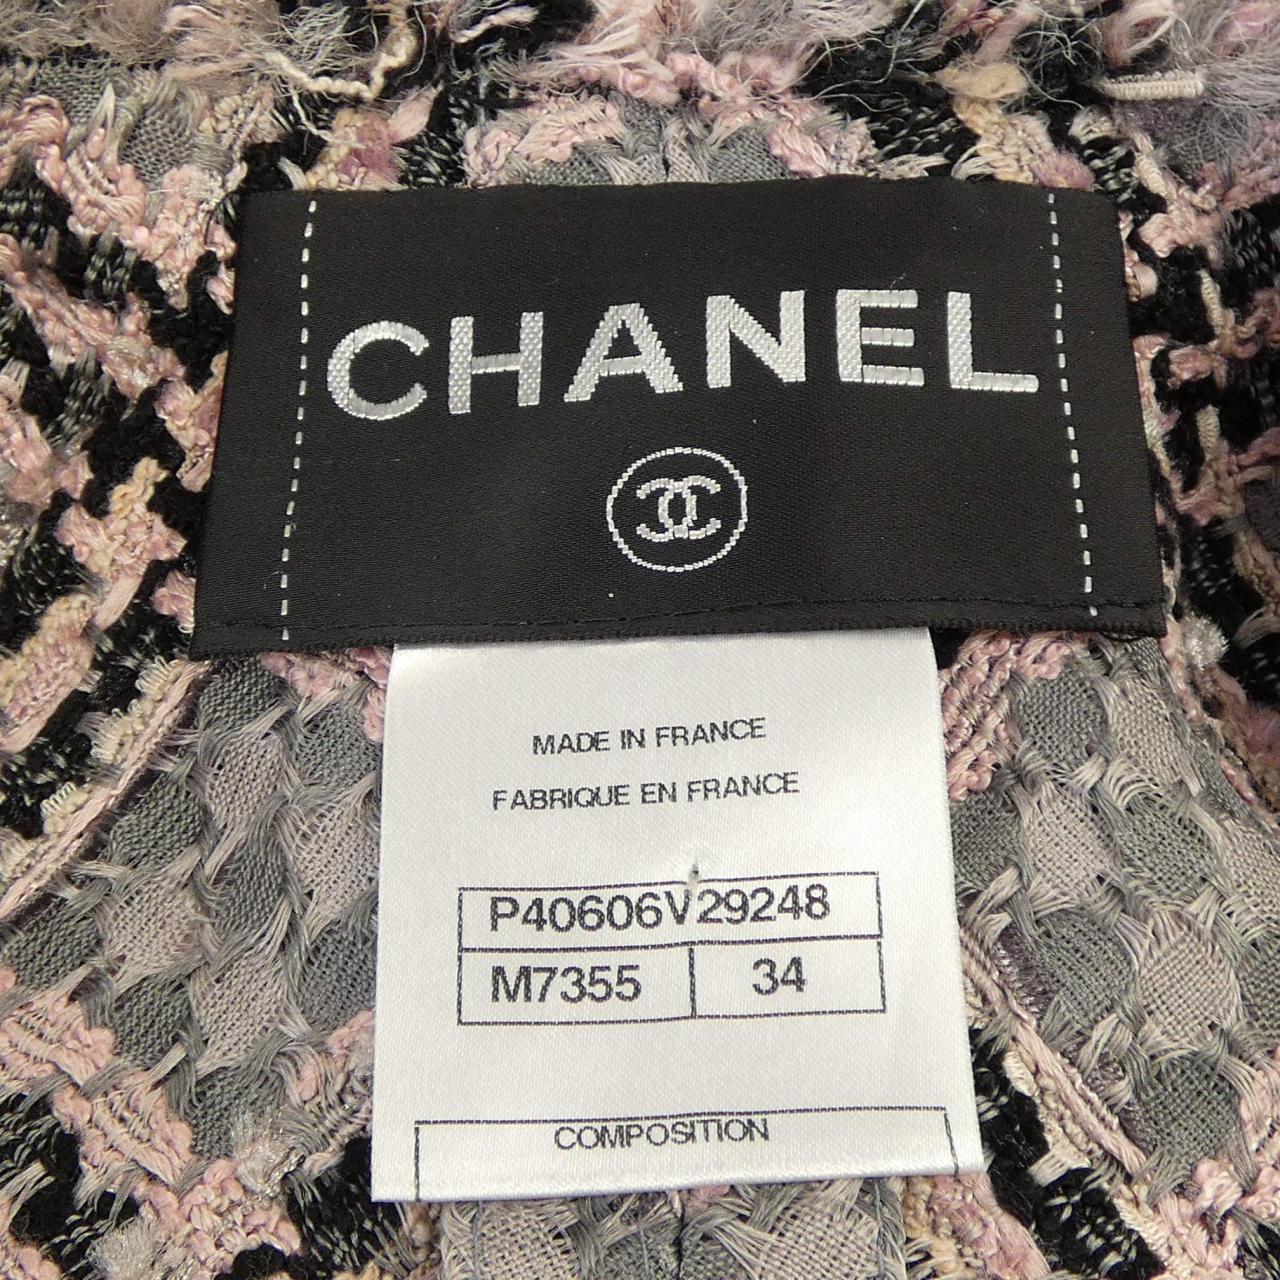 CHANEL
MADE IN FRANCE
FABRIQUE EN FRANCE
P40606V29248
M7355 34
COMPOSITION